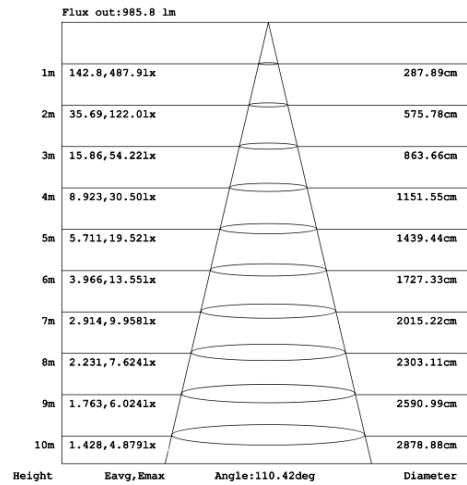 Flux out:985.8 lm
1m 142.8,487.9lx 287.89cm
2m 35.69,122.0lx 575.78cm
3m 15.86,54.22lx 863.66cm
4m 8.923,30.50lx 1151.55cm
5m 5.711,19.52lx 1439.44cm
6m 3.966,13.55lx 1727.33cm
7m 2.914,9.958lx 2015.22cm
8m 2.231,7.624lx 2303.11cm
9m 1.763,6.024lx 2590.99cm
10m 1.428,4.879lx 2878.88cm
Height Eavg,Emax Angle:110.42deg Diameter